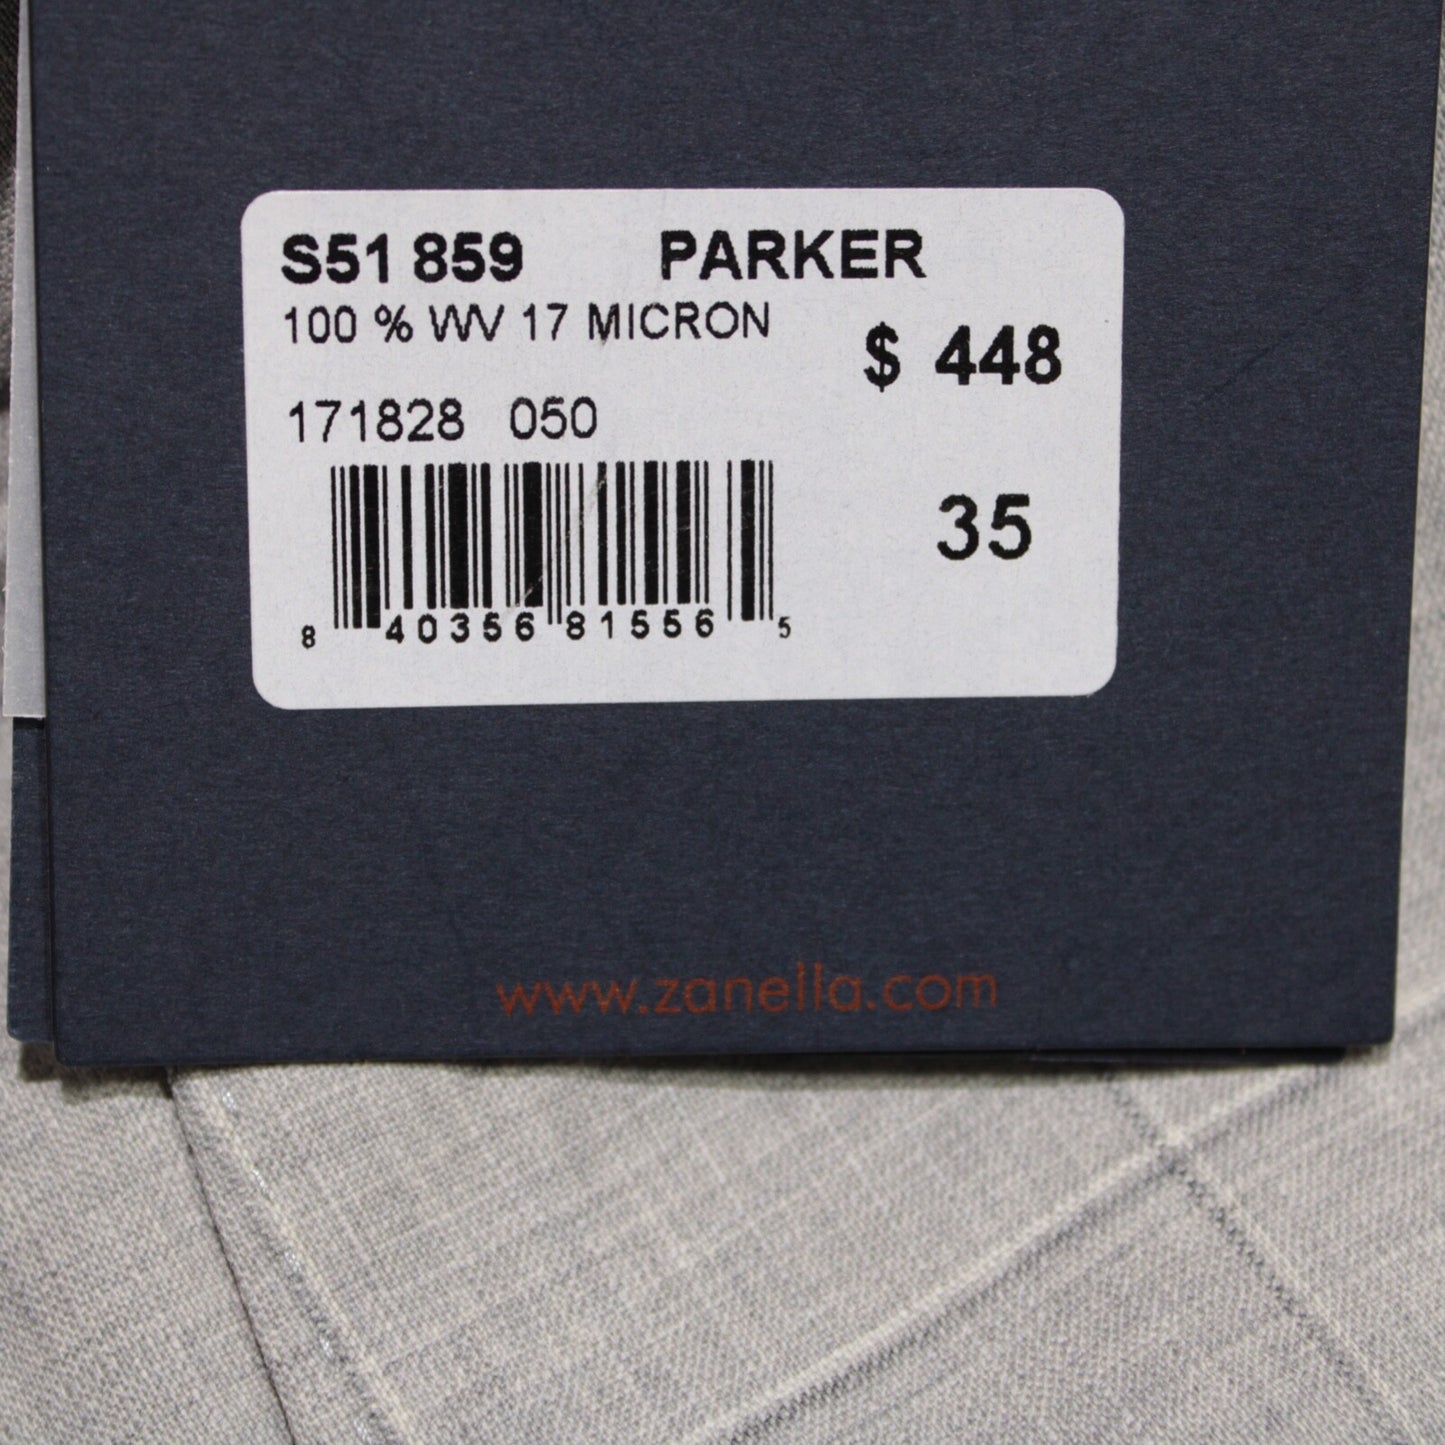 S51 859 PARKER
100 % WV 17 MICRON
$ 448
171828 050
35
8 40356 81556 5
www.zanella.com